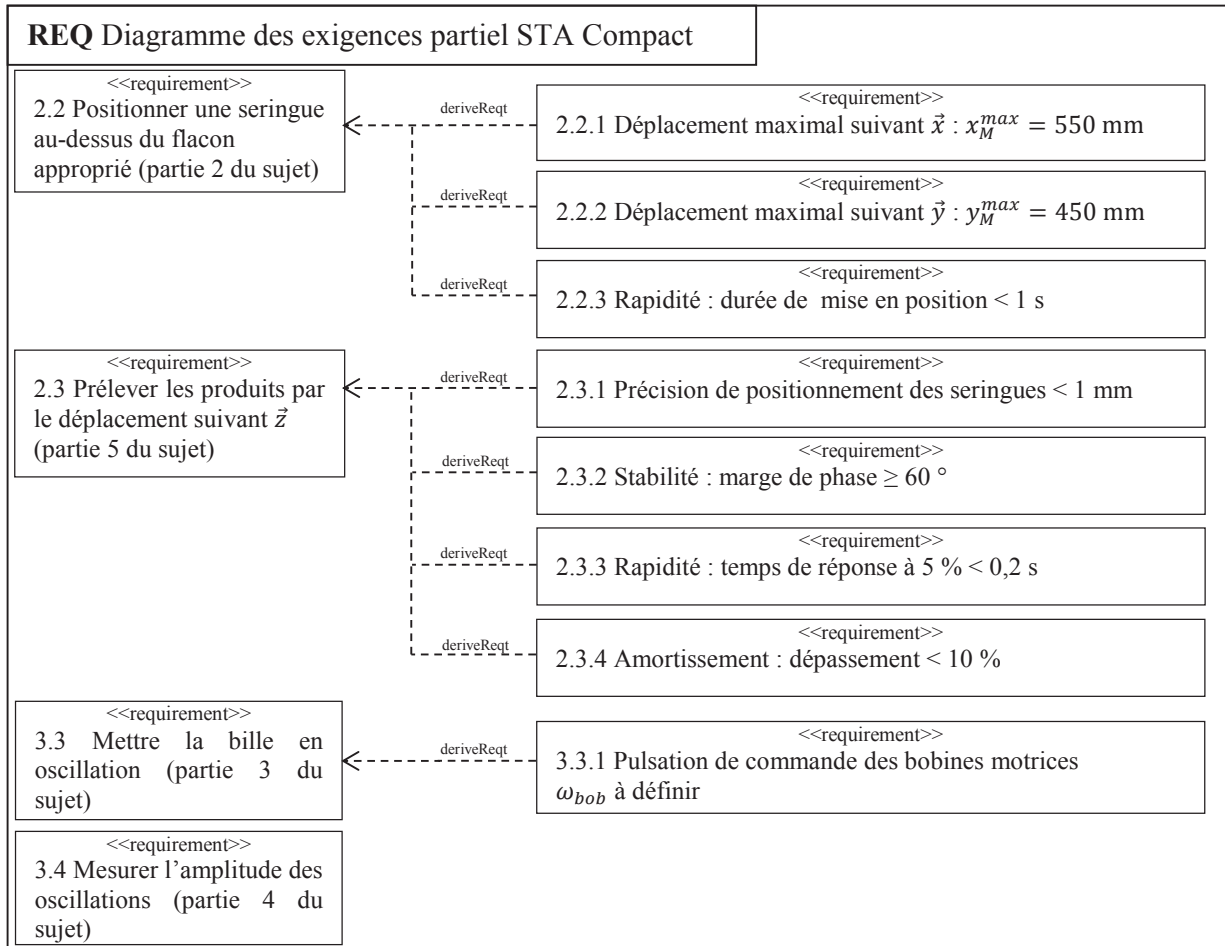 REQ Diagramme des exigences partiel STA Compact
<<requirement>>
2.2 Positionner une seringue
au-dessus du flacon
approprié (partie 2 du sujet)
deriveReqt
<<requirement>>
2.2.1 Déplacement maximal suivant $\vec{x}$ : $x_M^{max}$ = 550 mm
deriveReqt
<<requirement>>
2.2.2 Déplacement maximal suivant $\vec{y}$ : $y_M^{max}$ = 450 mm
deriveReqt
<<requirement>>
2.2.3 Rapidité : durée de mise en position < 1 s
<<requirement>>
2.3 Prélever les produits par
le déplacement suivant $\vec{z}$
(partie 5 du sujet)
deriveReqt
<<requirement>>
2.3.1 Précision de positionnement des seringues < 1 mm
deriveReqt
<<requirement>>
2.3.2 Stabilité : marge de phase ≥ 60 °
deriveReqt
<<requirement>>
2.3.3 Rapidité : temps de réponse à 5 % < 0,2 s
deriveReqt
<<requirement>>
2.3.4 Amortissement : dépassement < 10 %
<<requirement>>
3.3 Mettre la bille en
oscillation (partie 3 du
sujet)
deriveReqt
<<requirement>>
3.3.1 Pulsation de commande des bobines motrices
$\omega_{bob}$ à définir
<<requirement>>
3.4 Mesurer l’amplitude des
oscillations (partie 4 du
sujet)